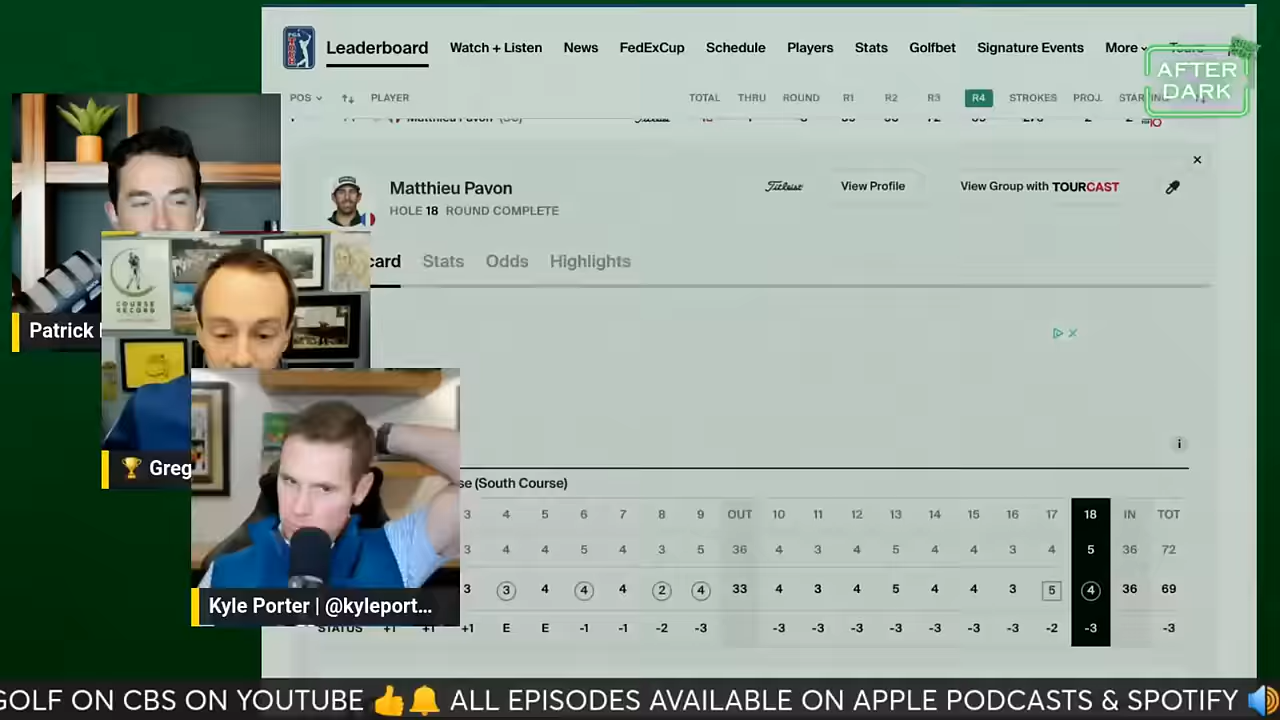 Leaderboard Watch + Listen News FedExCup Schedule Players Stats Golfbet Signature Events More Tours
AFTER
DARK
POS PLAYER TOTAL THRU ROUND R1 R2 R3 R4 STROKES PROJ.
Matthieu Pavon
HOLE 18 ROUND COMPLETE
Titleist
View Profile
View Group with TOURCAST
card Stats Odds Highlights
se (South Course)
3 4 5 6 7 8 9 OUT 10 11 12 13 14 15 16 17 18 IN TOT
3 4 4 5 4 3 5 36 4 3 4 5 4 4 3 4 5 36 72
3 3 4 4 4 2 4 33 4 3 4 5 4 4 3 5 4 36 69
STATUS +1 +1 +1 E E -1 -1 -2 -3 -3 -3 -3 -3 -3 -3 -3 -2 -3 -3
Patrick
COURSE
RECORD
Greg
Kyle Porter | @kyleport...
GOLF ON CBS ON YOUTUBE 👍🔔 ALL EPISODES AVAILABLE ON APPLE PODCASTS & SPOTIFY 🔊